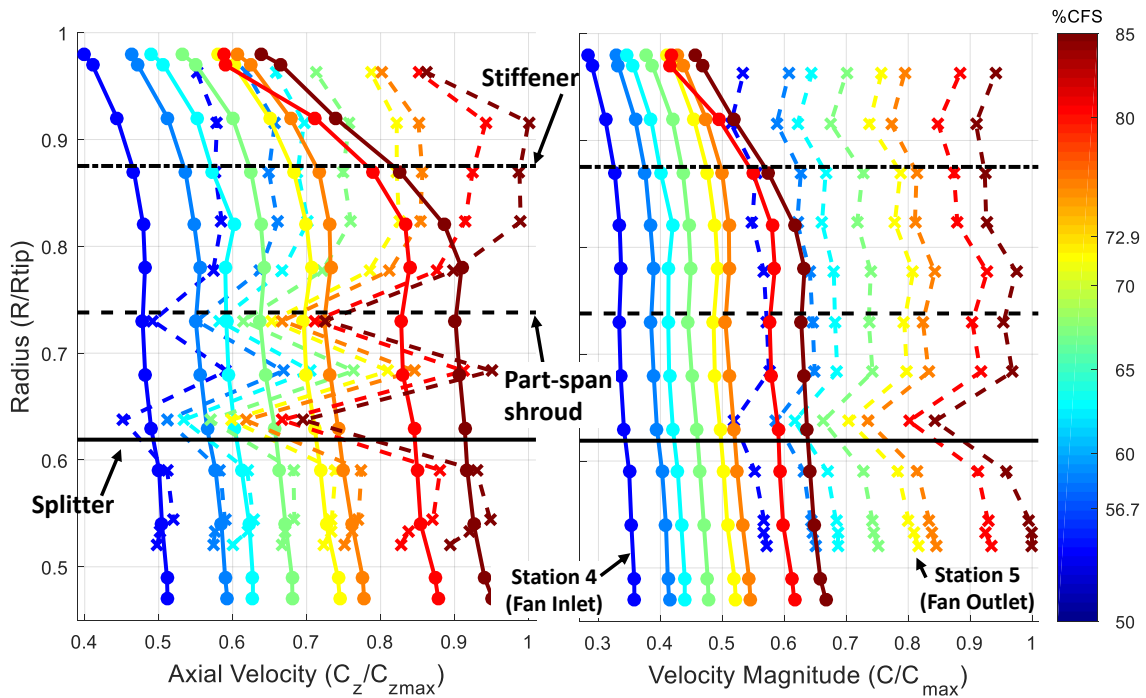 %CFS
1
0.9
0.8
0.7
0.6
0.5
Radius (R/Rtip)
0.4
0.5
0.6
0.7
0.8
0.9
1
Axial Velocity (Cz/Czmax)
Stiffener
Part-span
shroud
Splitter
0.3
0.4
0.5
0.6
0.7
0.8
0.9
1
Velocity Magnitude (C/Cmax)
Station 4
(Fan Inlet)
Station 5
(Fan Outlet)
85
80
72.9
70
65
56.7
50